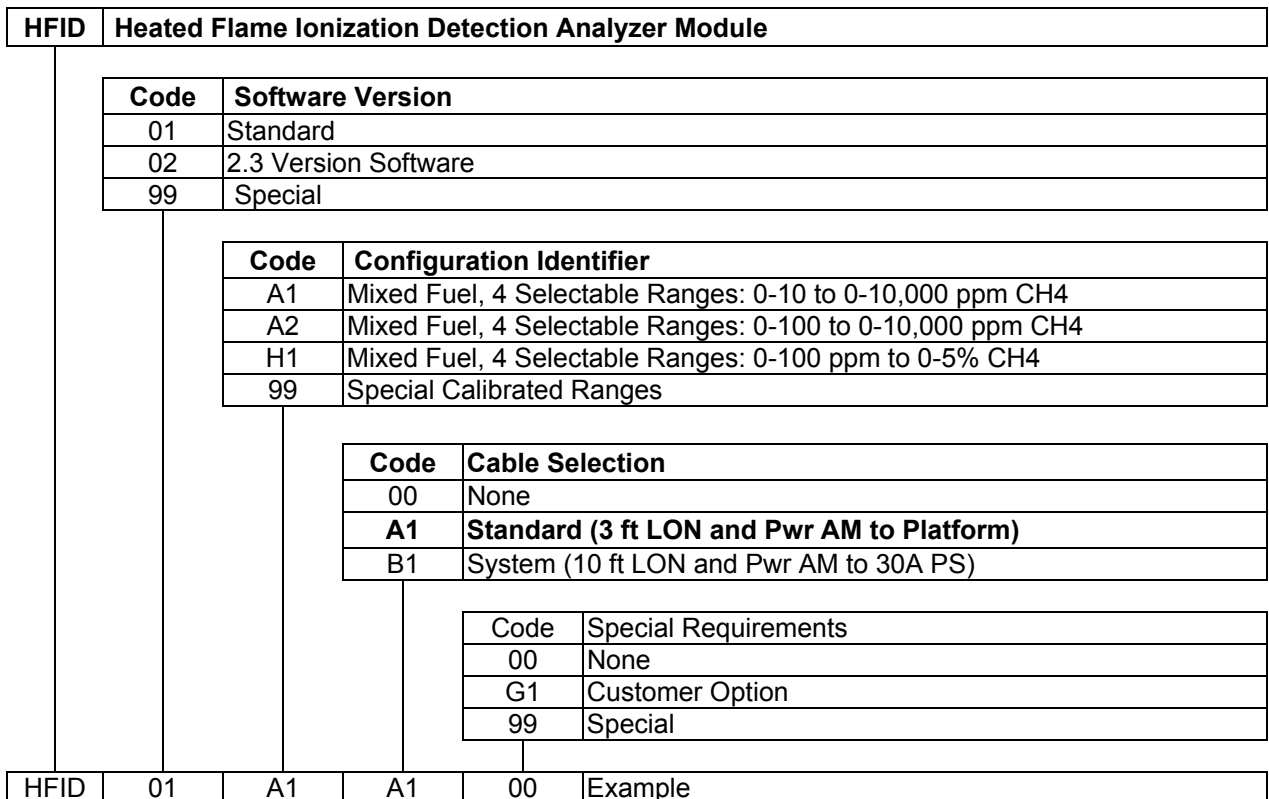 HFID Heated Flame Ionization Detection Analyzer Module
Code Software Version
01 Standard
02 2.3 Version Software
99 Special
Code Configuration Identifier
A1 Mixed Fuel, 4 Selectable Ranges: 0-10 to 0-10,000 ppm CH4
A2 Mixed Fuel, 4 Selectable Ranges: 0-100 to 0-10,000 ppm CH4
H1 Mixed Fuel, 4 Selectable Ranges: 0-100 ppm to 0-5% CH4
99 Special Calibrated Ranges
Code Cable Selection
00 None
A1 Standard (3 ft LON and Pwr AM to Platform)
B1 System (10 ft LON and Pwr AM to 30A PS)
Code Special Requirements
00 None
G1 Customer Option
99 Special
HFID 01 A1 A1 00 Example